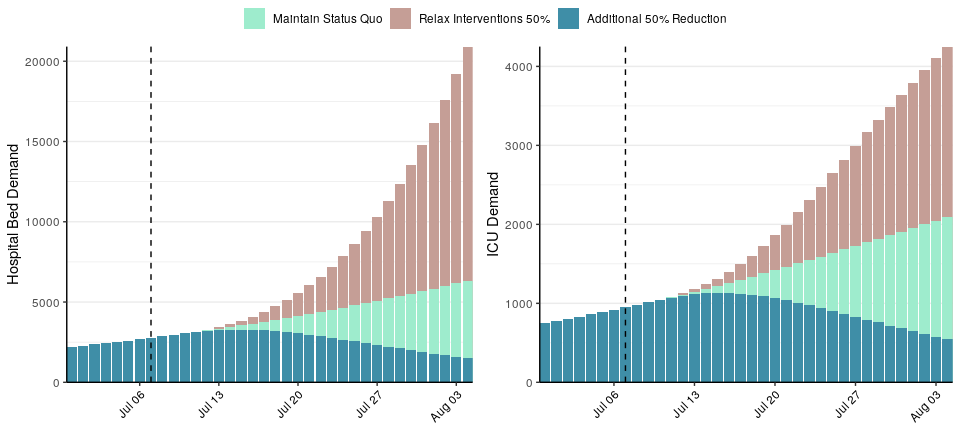 Maintain Status Quo Relax Interventions 50% Additional 50% Reduction
Hospital Bed Demand
20000
15000
10000
5000
0
Jul 06 Jul 13 Jul 20 Jul 27 Aug 03
ICU Demand
4000
3000
2000
1000
0
Jul 06 Jul 13 Jul 20 Jul 27 Aug 03